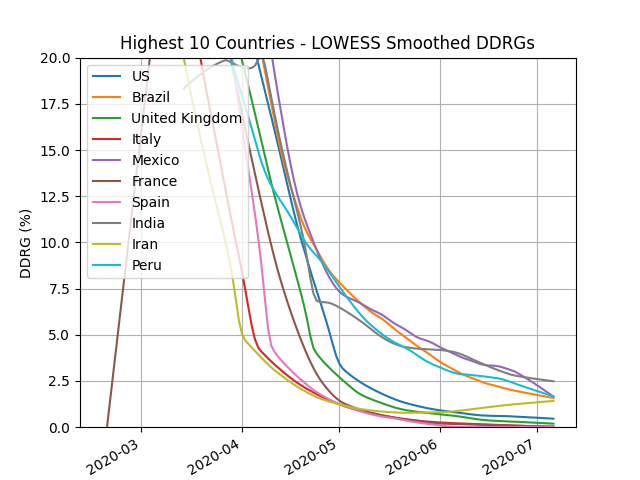 Highest 10 Countries - LOWESS Smoothed DDRGs
DDRG (%)
20.0
17.5
15.0
12.5
10.0
7.5
5.0
2.5
0.0
US
Brazil
United Kingdom
Italy
Mexico
France
Spain
India
Iran
Peru
2020-03
2020-04
2020-05
2020-06
2020-07